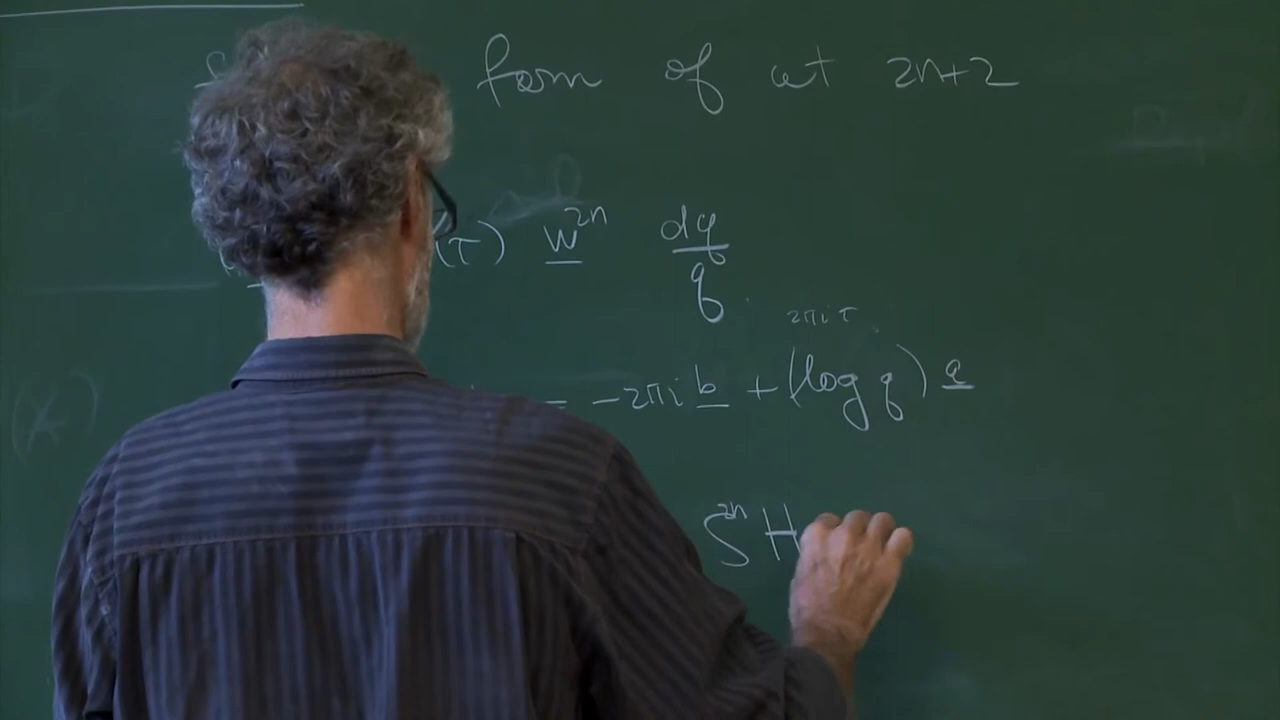 form of wt 2n+2
(τ) w^{2n} dq/q
2πiτ
= -2πi b + (log q) a
S^{2n} H
(x)